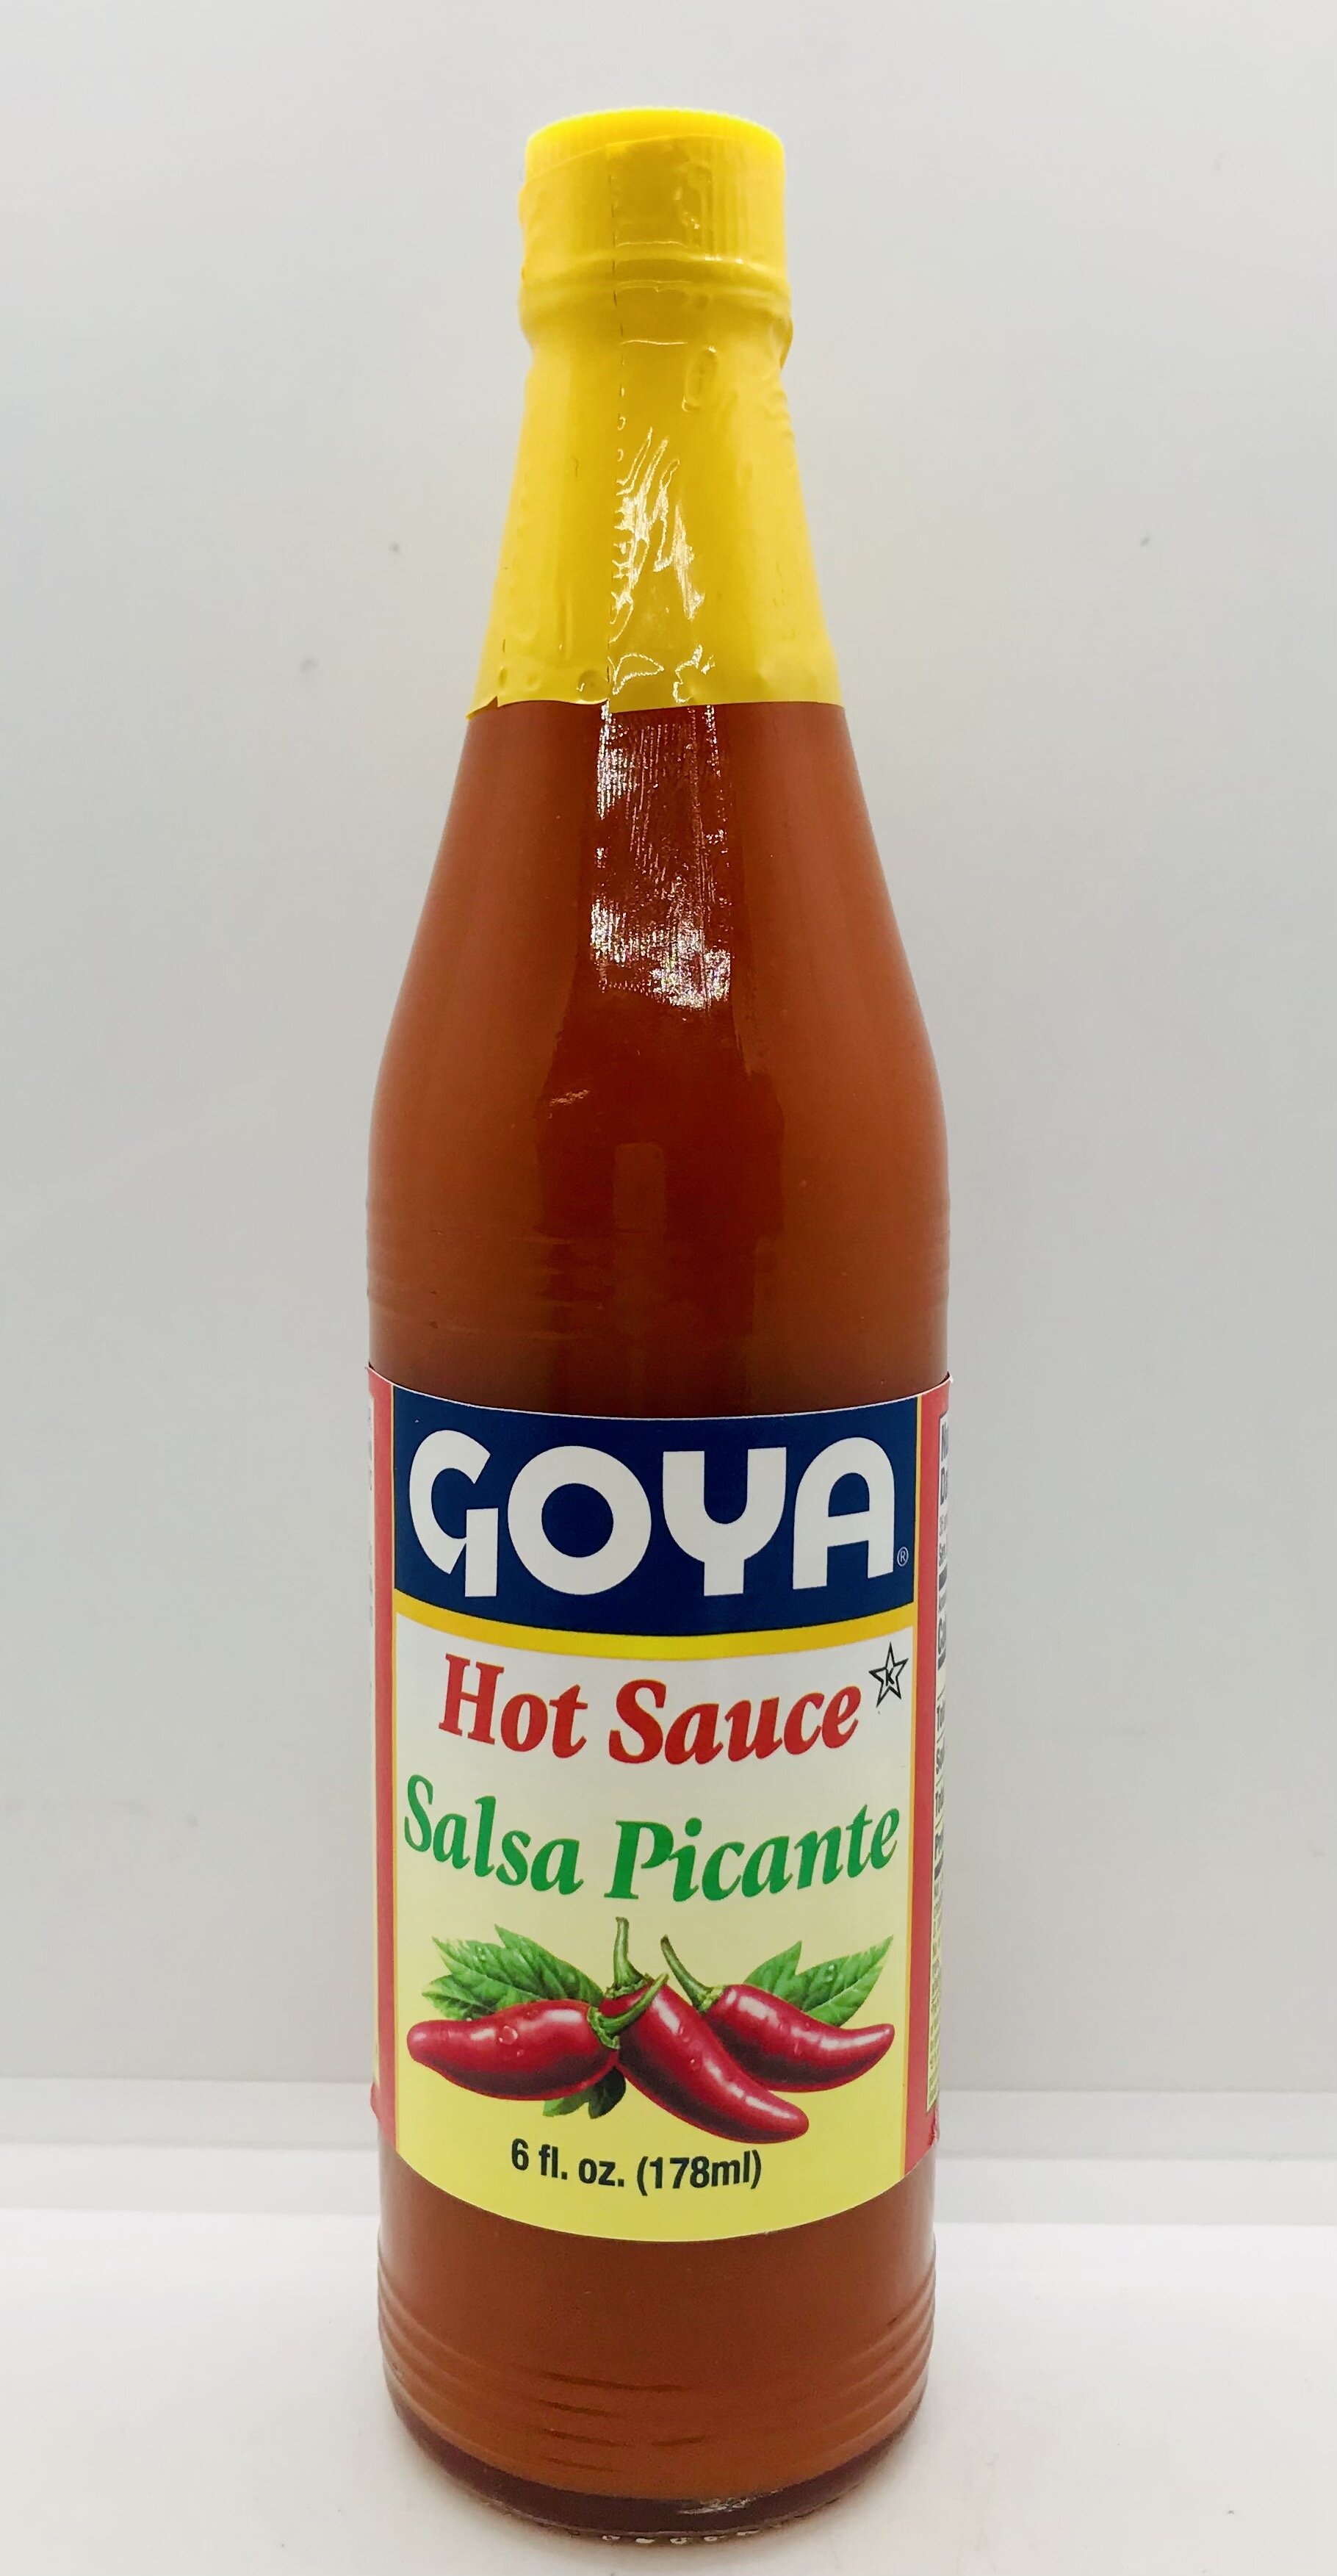 GOYA®
Hot Sauce K
Salsa Picante
6 fl. oz. (178ml)